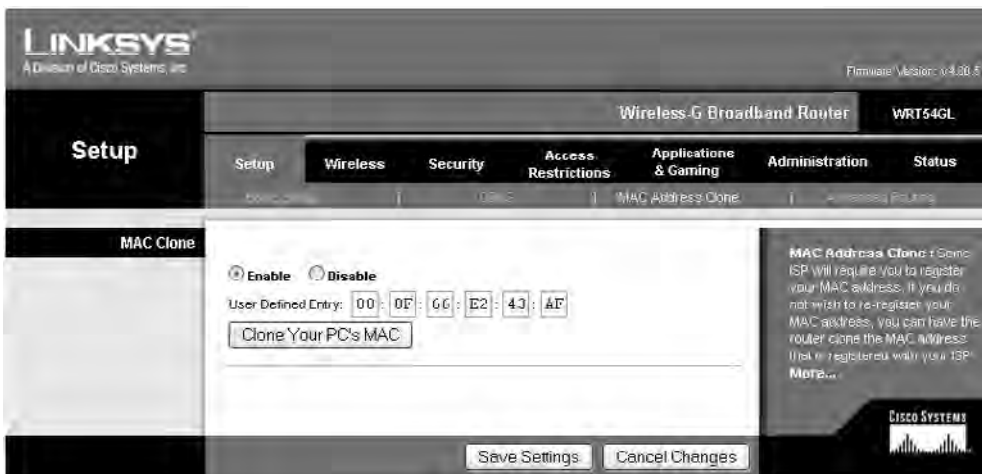 LINKSYS
A Division of Cisco Systems, Inc.
Firmware Version: v4.30.5
Wireless-G Broadband Router
WRT54GL
Setup
Setup
Wireless
Security
Access
Restrictions
Applications
& Gaming
Administration
Status
DDNS
MAC Address Clone
Advanced Routing
MAC Clone
Enable
Disable
User Defined Entry: 00 : 0F : 66 : E2 : 43 : AF
Clone Your PC's MAC
MAC Address Clone : Some
ISP will require you to register
your MAC address. If you do
not wish to re-register your
MAC address, you can have the
router clone the MAC address
that is registered with your ISP
More...
CISCO SYSTEMS
Save Settings
Cancel Changes